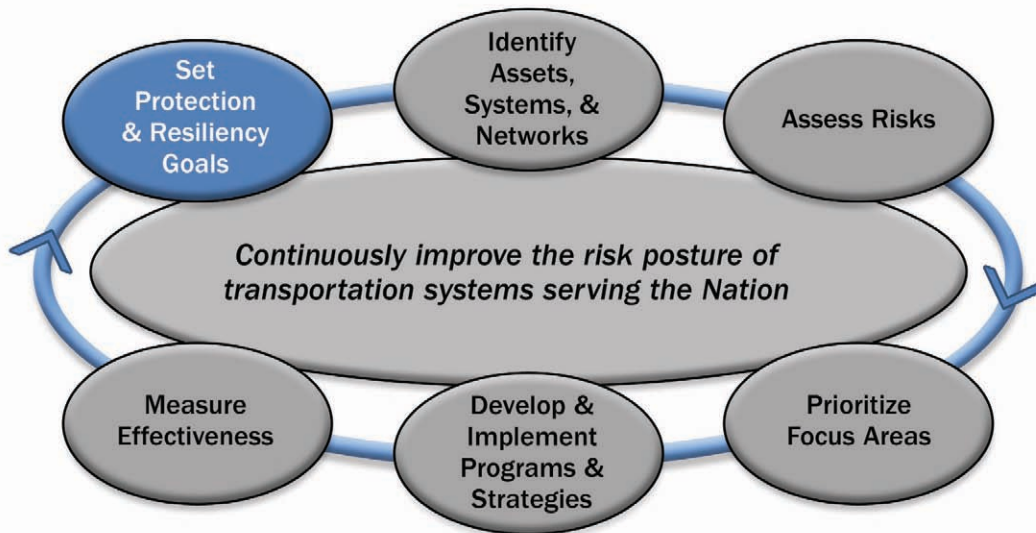 Set
Protection
& Resiliency
Goals
Identify
Assets,
Systems, &
Networks
Assess Risks
Continuously improve the risk posture of
transportation systems serving the Nation
Measure
Effectiveness
Develop &
Implement
Programs &
Strategies
Prioritize
Focus Areas